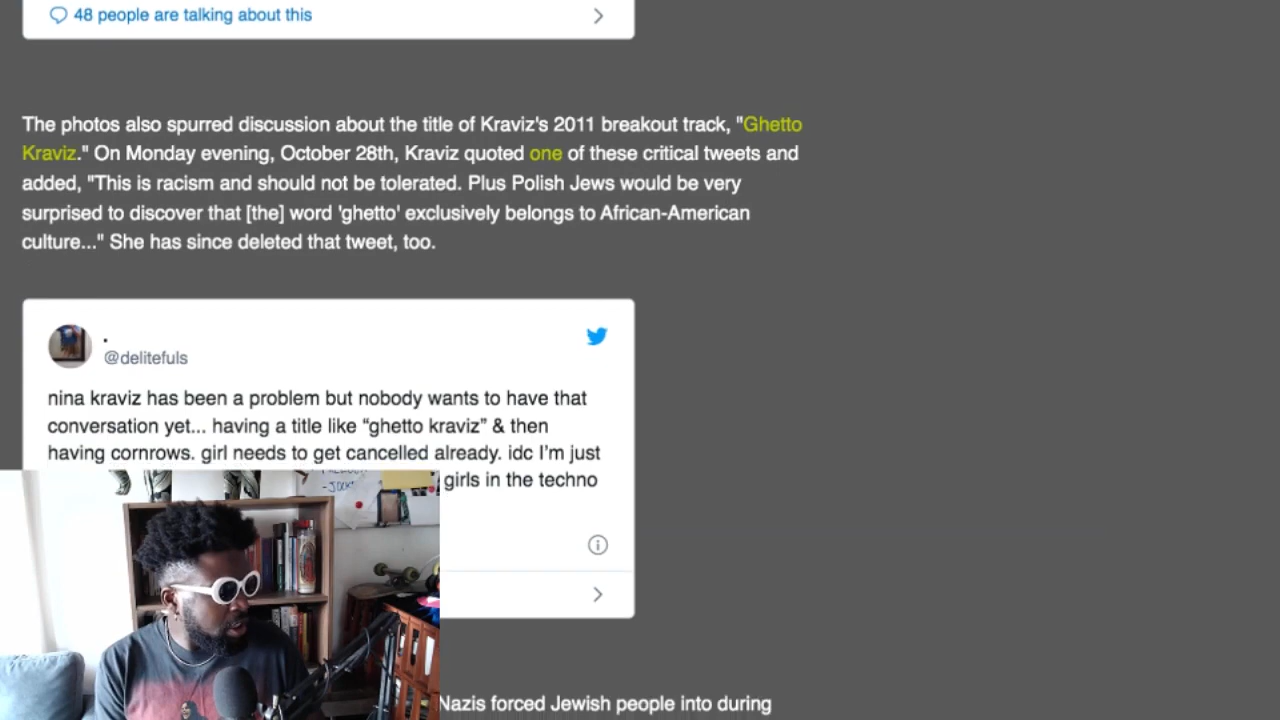 48 people are talking about this
The photos also spurred discussion about the title of Kraviz's 2011 breakout track, "Ghetto
Kraviz." On Monday evening, October 28th, Kraviz quoted one of these critical tweets and
added, "This is racism and should not be tolerated. Plus Polish Jews would be very
surprised to discover that [the] word 'ghetto' exclusively belongs to African-American
culture..." She has since deleted that tweet, too.
.
@delitefuls
nina kraviz has been a problem but nobody wants to have that
conversation yet... having a title like “ghetto kraviz” & then
having cornrows. girl needs to get cancelled already. idc I’m just
girls in the techno
Nazis forced Jewish people into during